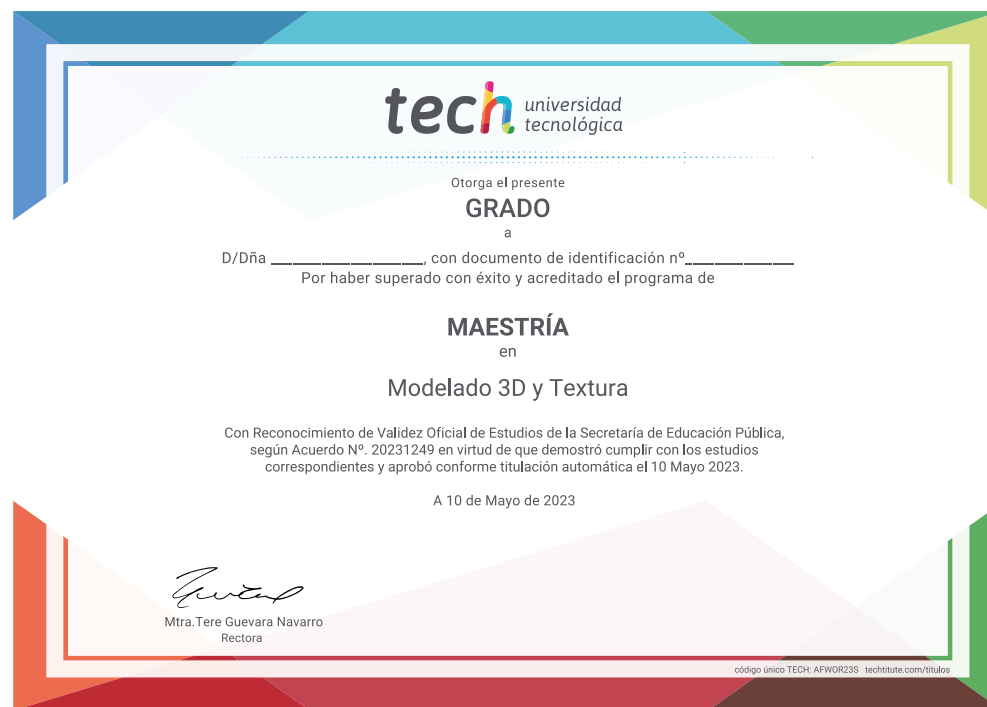 tech universidad
tecnológica
Otorga el presente
GRADO
a
D/Dña ____________________, con documento de identificación nº______________
Por haber superado con éxito y acreditado el programa de
MAESTRÍA
en
Modelado 3D y Textura
Con Reconocimiento de Validez Oficial de Estudios de la Secretaría de Educación Pública,
según Acuerdo Nº. 20231249 en virtud de que demostró cumplir con los estudios
correspondientes y aprobó conforme titulación automática el 10 Mayo 2023.
A 10 de Mayo de 2023
Mtra.Tere Guevara Navarro
Rectora
código único TECH: AFWOR23S techtitute.com/titulos